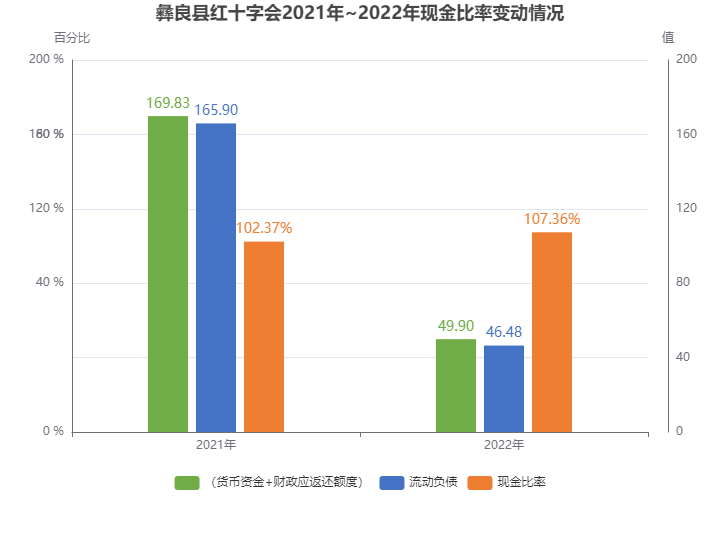 彝良县红十字会2021年~2022年现金比率变动情况
百分比
值
200 %
200
169.83
165.90
160
120 %
120
107.36%
102.37%
40 %
80
49.90
46.48
40
0 %
0
2021年
2022年
（货币资金+财政应返还额度）
流动负债
现金比率